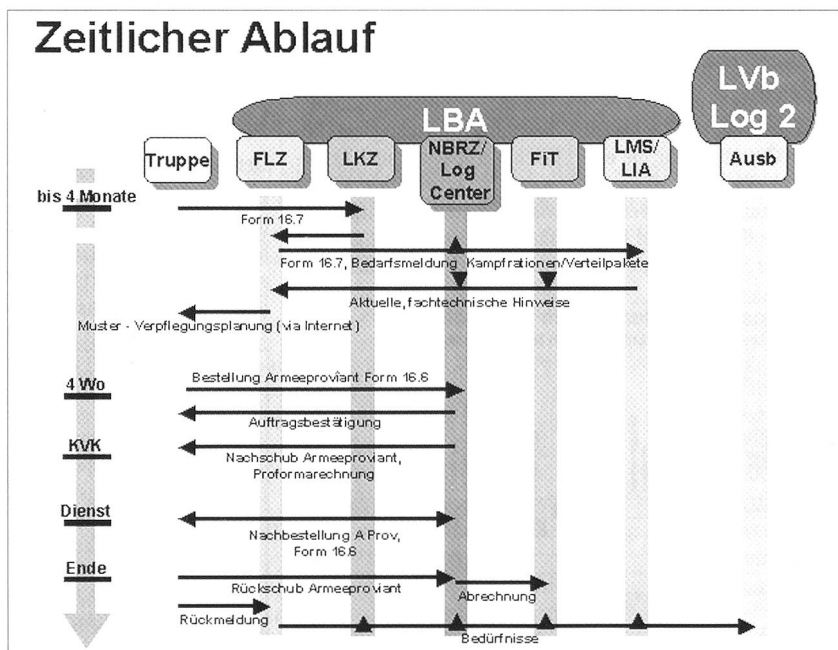 Zeitlicher Ablauf
LVb
Log 2
LBA
Truppe
FLZ
LKZ
NBRZ/
Log
Center
FiT
LMS/
LIA
Ausb
bis 4 Monate
Form 16.7
Form 16.7, Bedarfsmeldung Kampfrationen/Verteilpakete
Aktuelle, fachtechnische Hinweise
Muster - Verpflegungsplanung (via Internet)
4 Wo
Bestellung Armeeproviant Form 16.6
Auftragsbestätigung
KVK
Nachschub Armeeproviant,
Proformarechnung
Dienst
Nachbestellung A Prov,
Form 16.6
Ende
Rückschub Armeeproviant
Abrechnung
Rückmeldung
Bedürfnisse